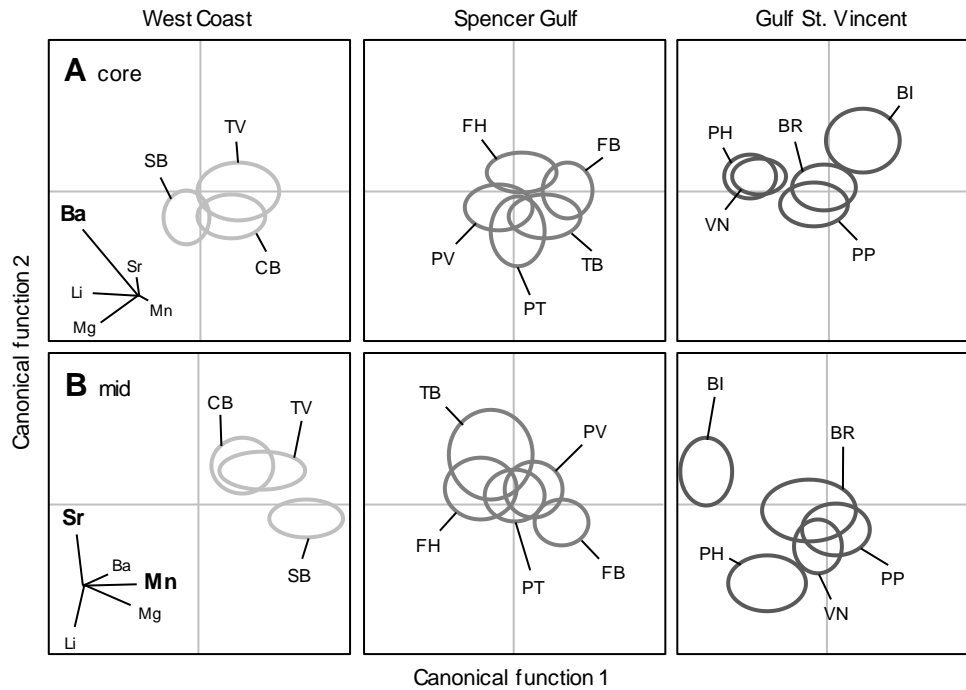 West Coast
Spencer Gulf
Gulf St. Vincent
A core
TV
SB
Ba
Sr
Li
Mn
Mg
CB
FH
FB
PV
TB
PT
BI
BR
PH
VN
PP
Canonical function 2
B mid
CB
TV
Sr
Ba
Mn
Mg
Li
SB
TB
PV
FH
PT
FB
BI
BR
PH
PP
VN
Canonical function 1